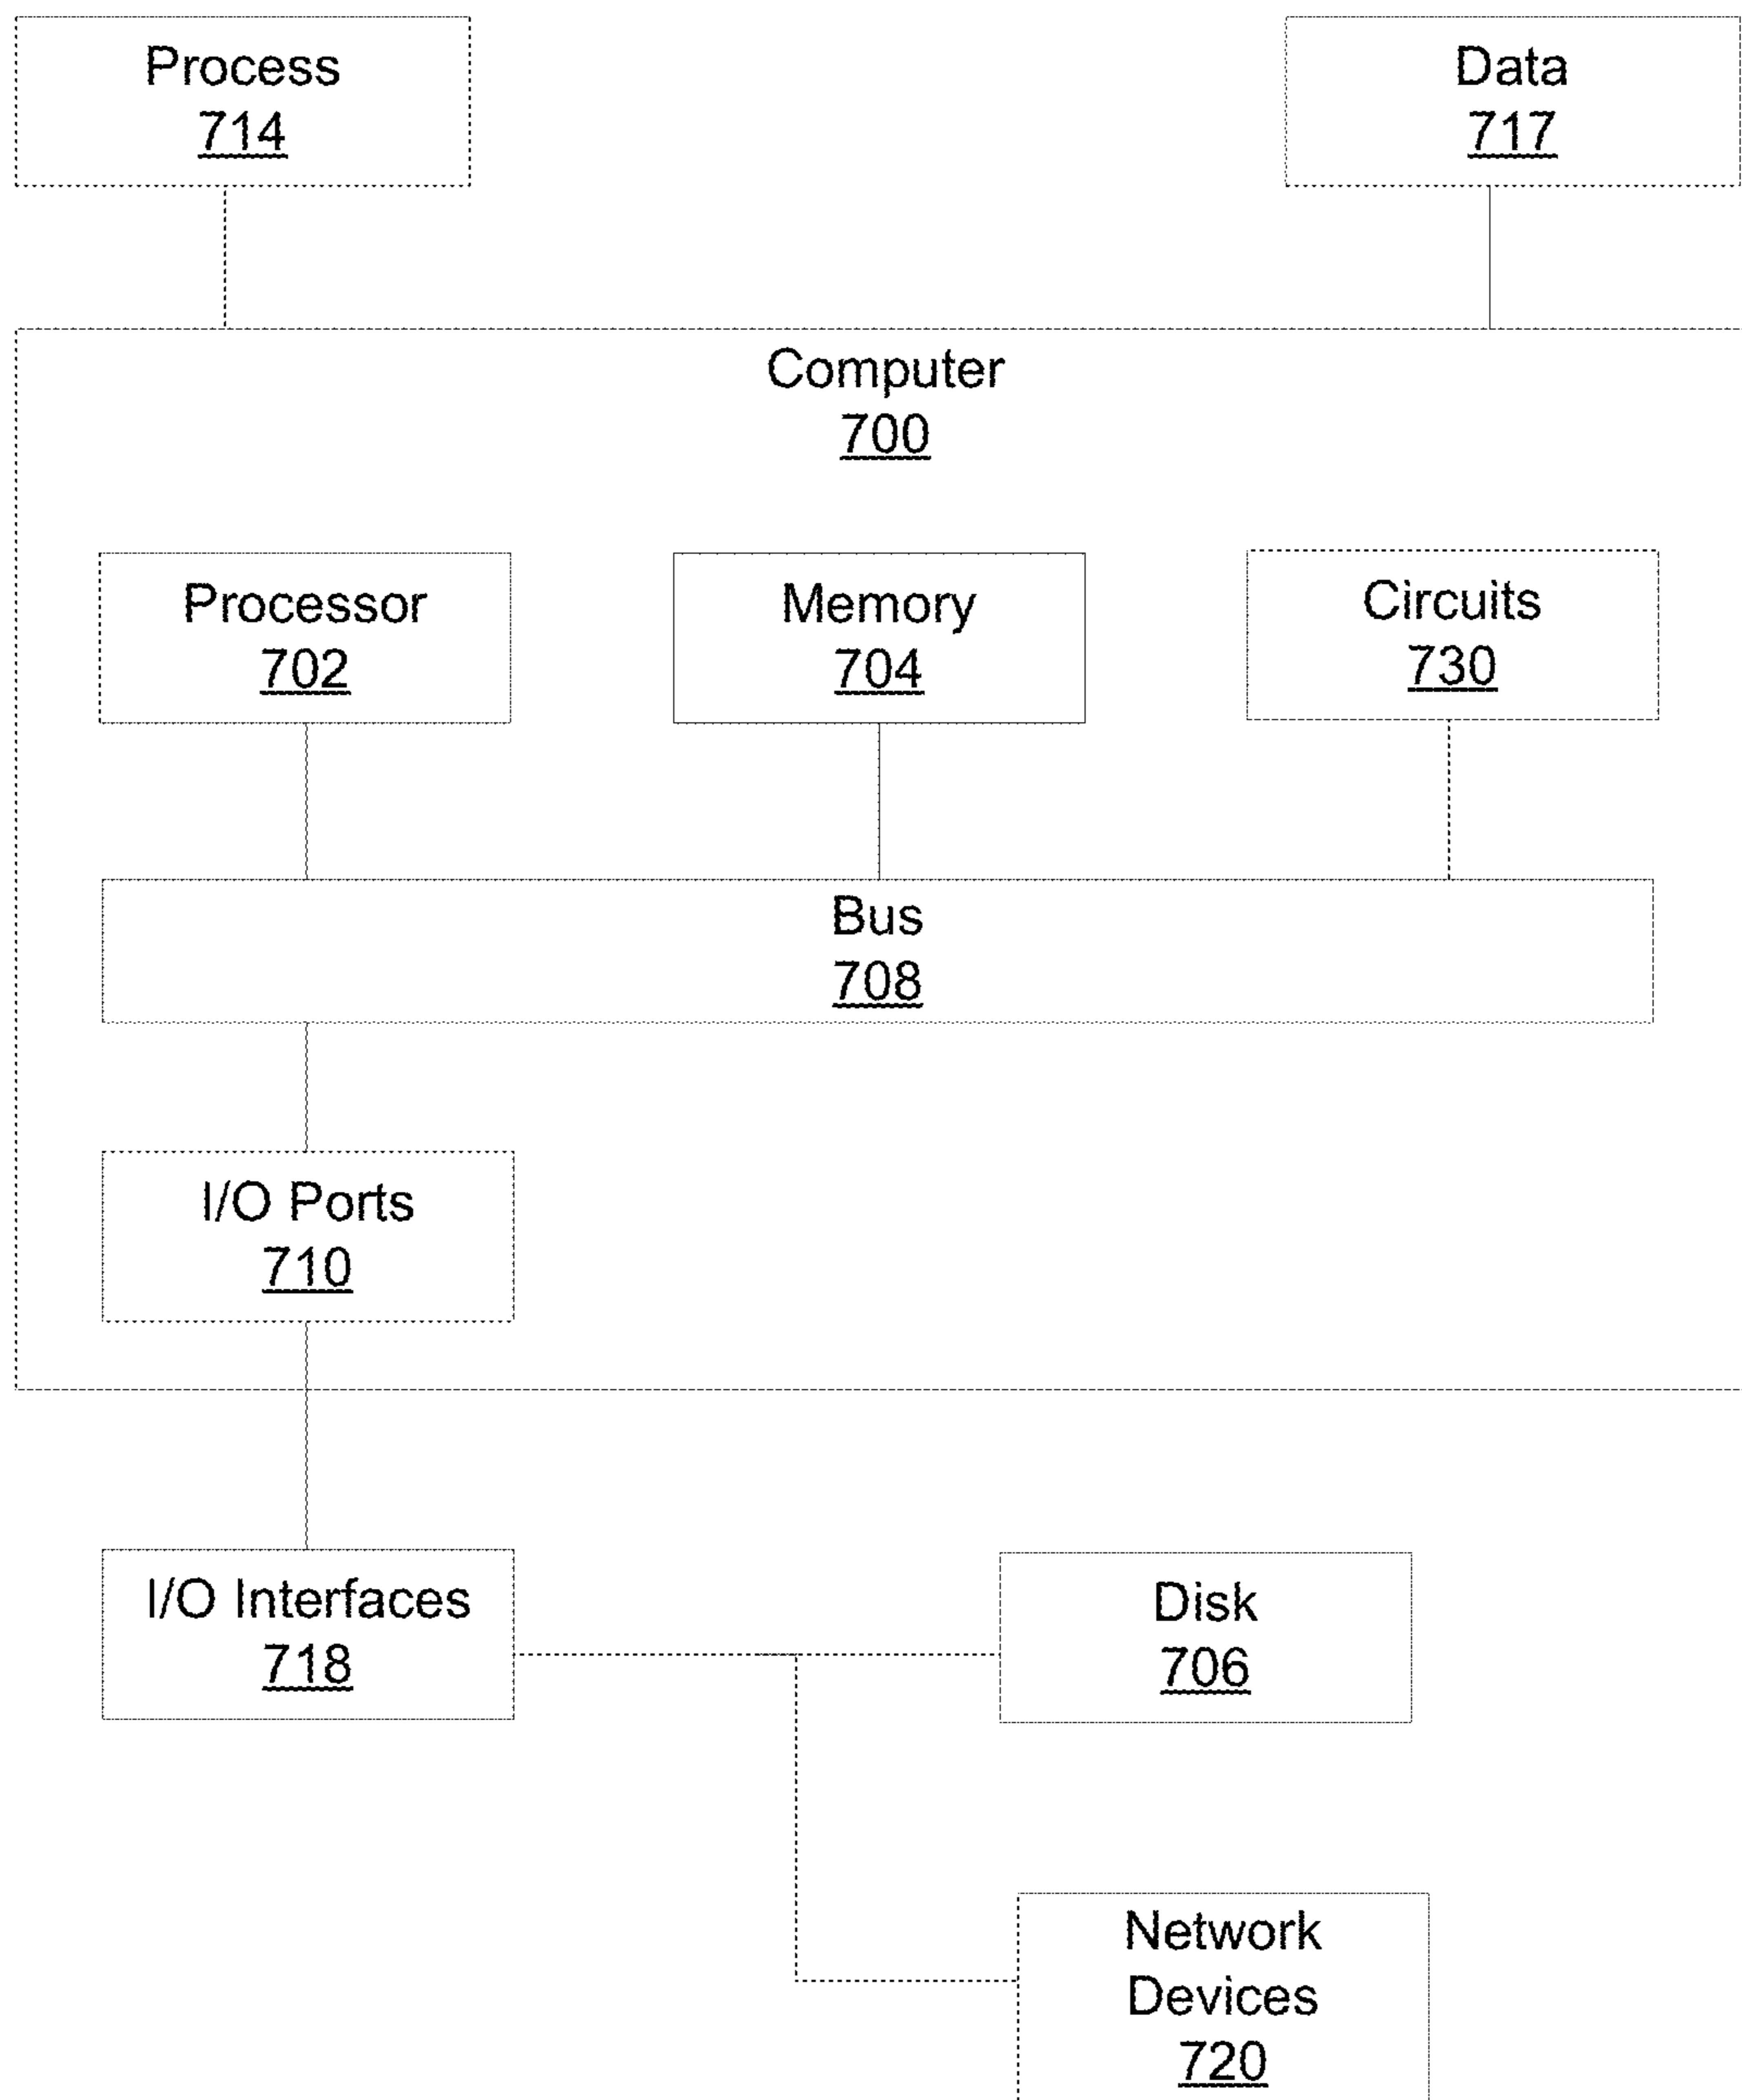 Process
714
Data
717
Computer
700
Processor
702
Memory
704
Circuits
730
Bus
708
I/O Ports
710
I/O Interfaces
718
Disk
706
Network
Devices
720